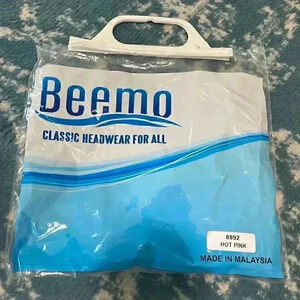 Beemo
CLASSIC HEADWEAR FOR ALL
8892
HOT PINK
MADE IN MALAYSIA